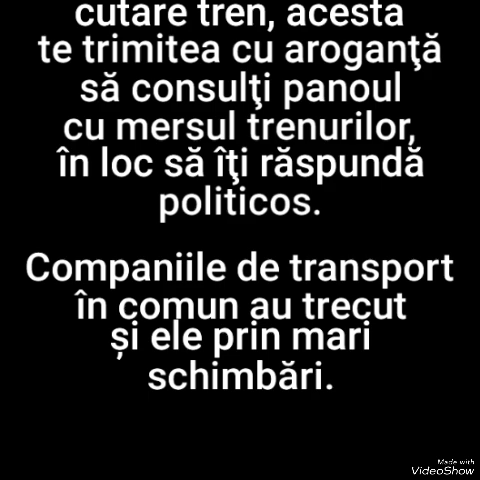 cutare tren, acesta
te trimitea cu aroganţă
să consulţi panoul
cu mersul trenurilor,
în loc să îţi răspundă
politicos.
Companiile de transport
în comun au trecut
și ele prin mari
schimbări.
Made with
VideoShow